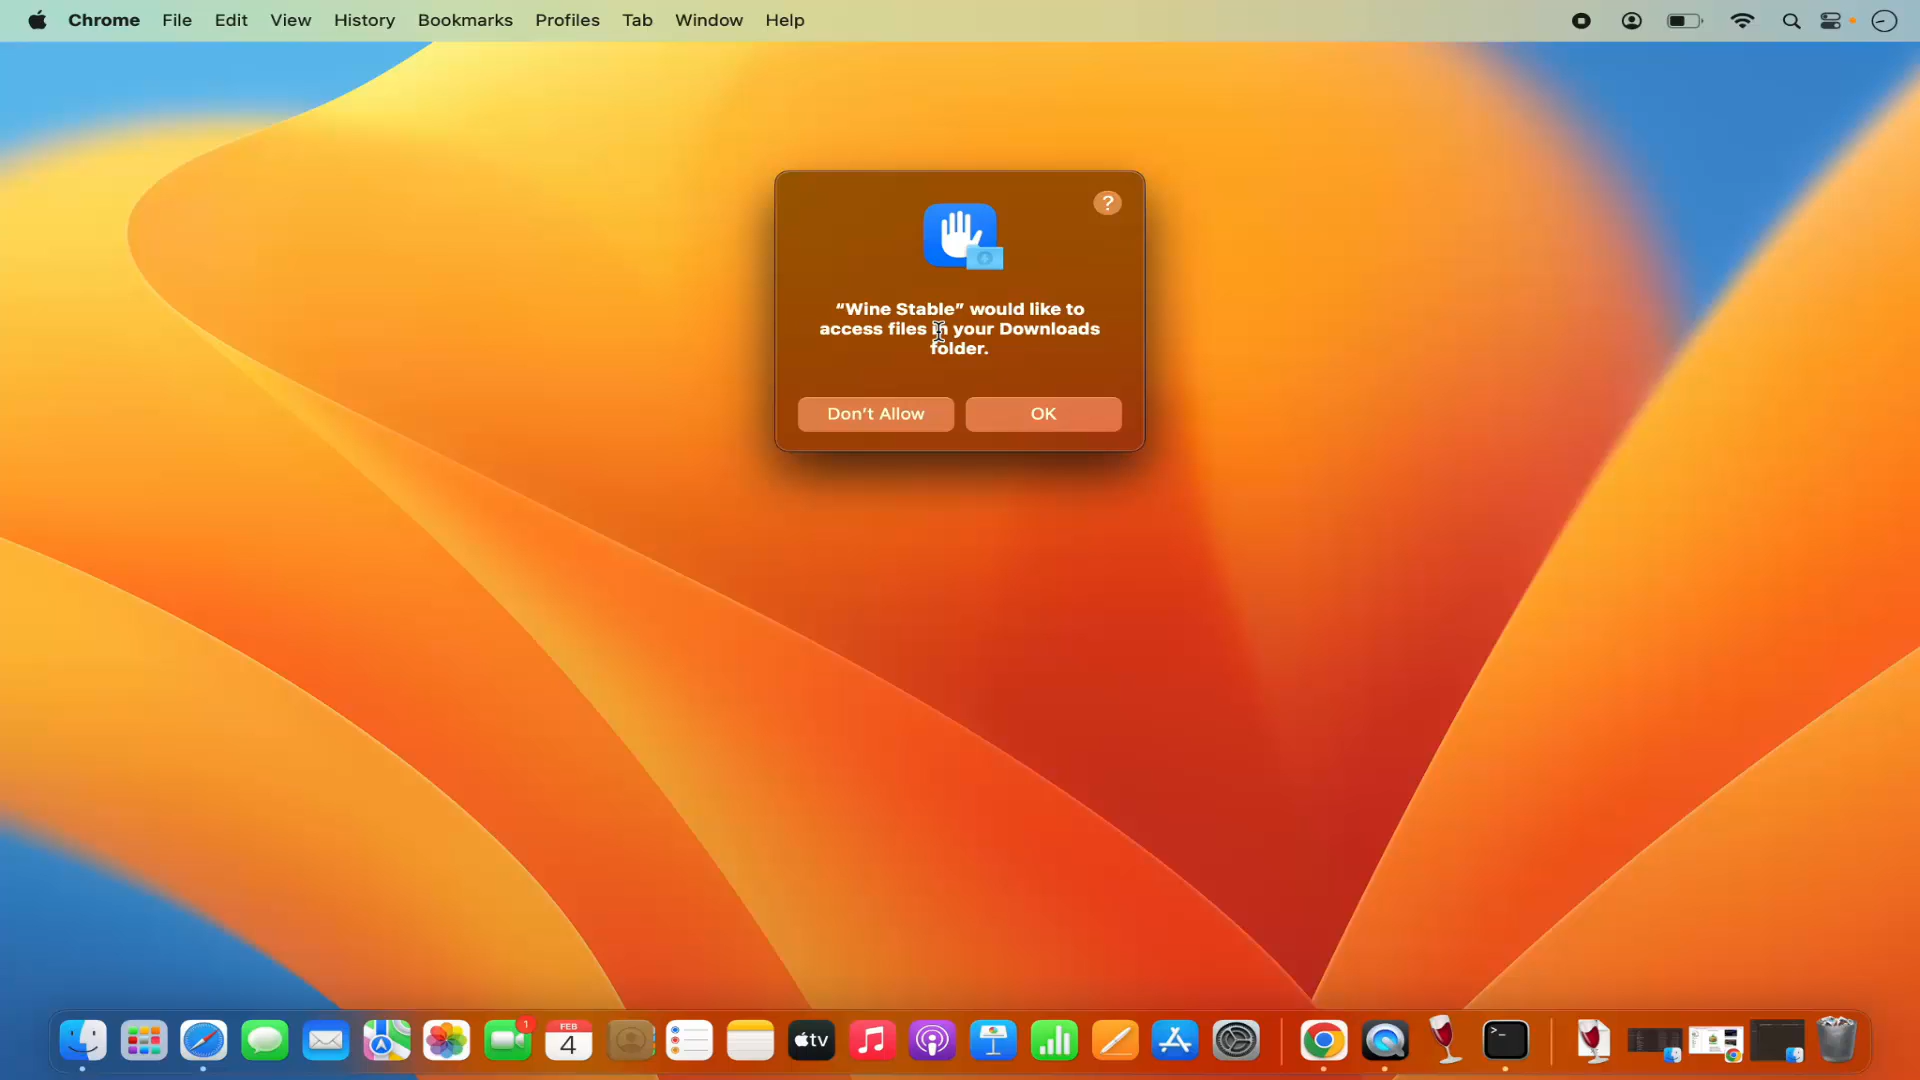 Chrome File Edit View History Bookmarks Profiles Tab Window Help
?
“Wine Stable” would like to
access files in your Downloads
folder.
Don’t Allow OK
1
FEB
4
tv
>_